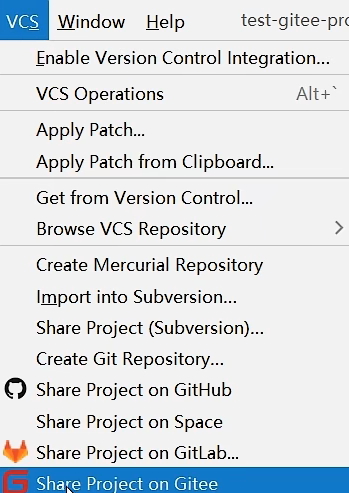 VCS Window Help test-gitee-pro
Enable Version Control Integration...
VCS Operations Alt+`
Apply Patch...
Apply Patch from Clipboard...
Get from Version Control...
Browse VCS Repository
Create Mercurial Repository
Import into Subversion...
Share Project (Subversion)...
Create Git Repository...
Share Project on GitHub
Share Project on Space
Share Project on GitLab...
Share Project on Gitee